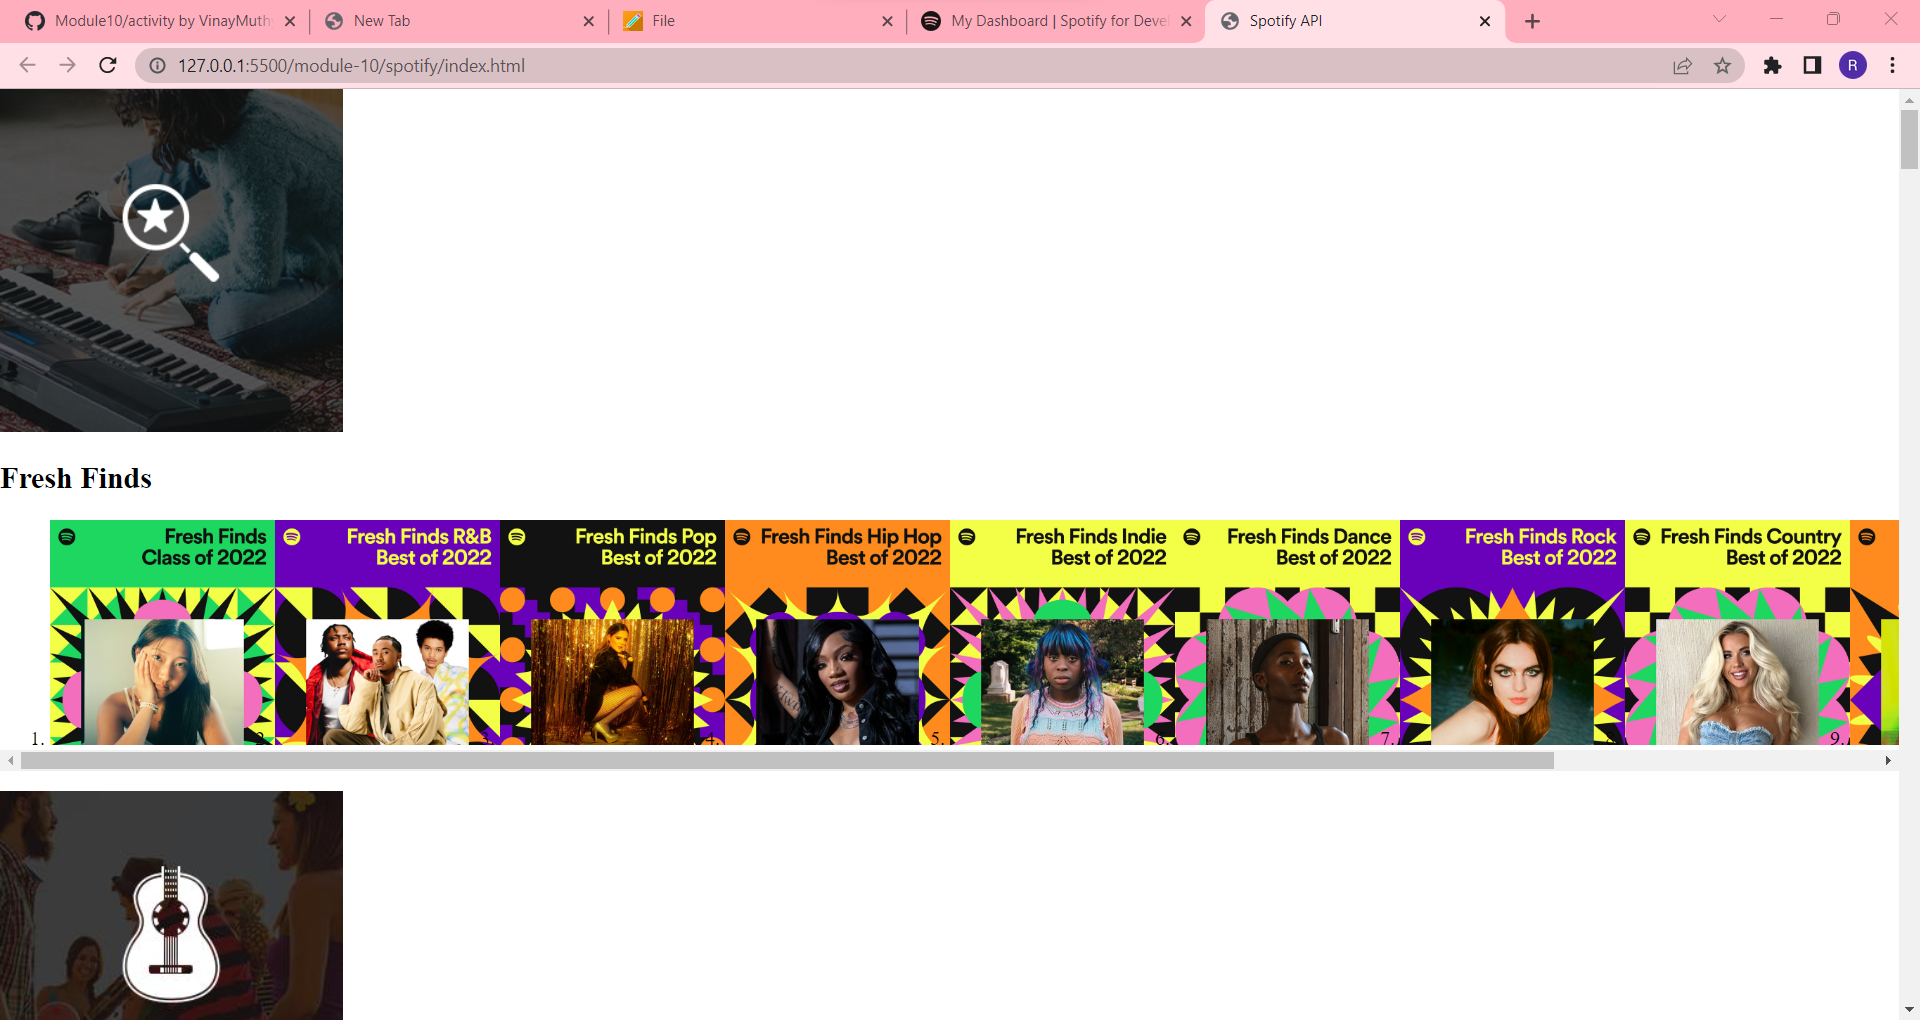 Module10/activity by VinayMuth
New Tab
File
My Dashboard | Spotify for Deve
Spotify API
127.0.0.1:5500/module-10/spotify/index.html
R
Fresh Finds
Fresh Finds
Class of 2022
Fresh Finds R&B
Best of 2022
Fresh Finds Pop
Best of 2022
Fresh Finds Hip Hop
Best of 2022
Fresh Finds Indie
Best of 2022
Fresh Finds Dance
Best of 2022
Fresh Finds Rock
Best of 2022
Fresh Finds Country
Best of 2022
1. 2. 3. 4. 5. 6. 7. 9.